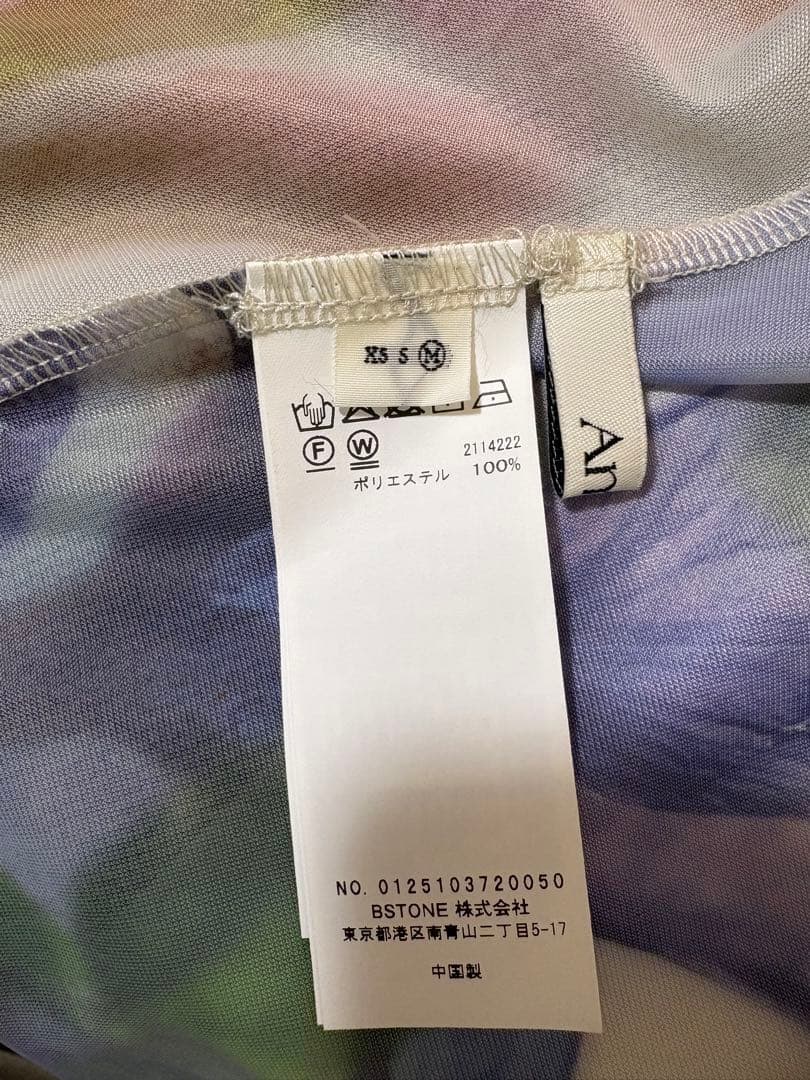 XS S M
F W
2114222
ポリエステル 100%
An
NO. 0125103720050
BSTONE 株式会社
東京都港区南青山二丁目5-17
中国製